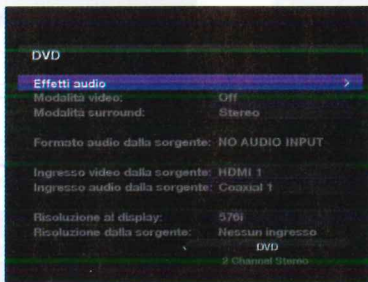 DVD
Effetti audio >
Modalità video: Off
Modalità surround: Stereo
Formato audio dalla sorgente: NO AUDIO INPUT
Ingresso video dalla sorgente: HDMI 1
Ingresso audio dalla sorgente: Coaxial 1
Risoluzione al display: 576i
Risoluzione dalla sorgente: Nessun ingresso
DVD
2 Channel Stereo